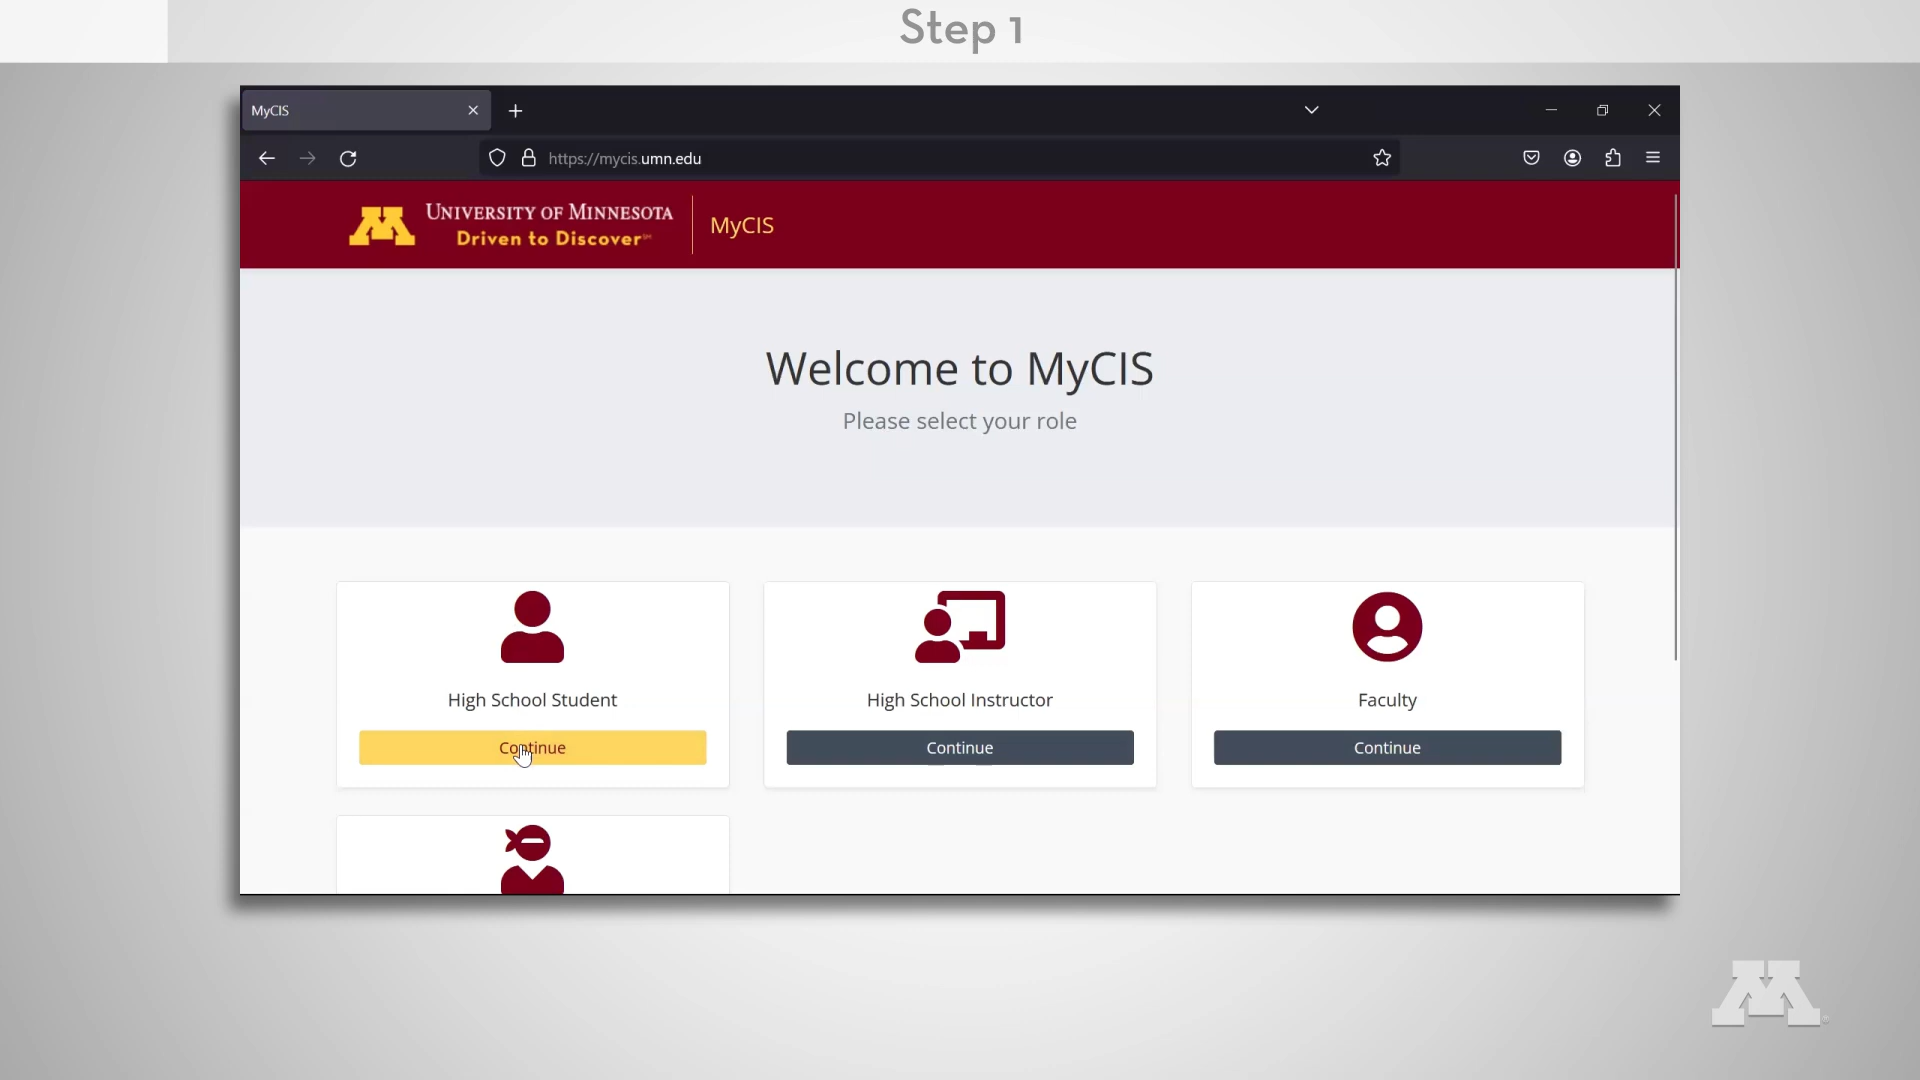 Step 1
MyCIS
https://mycis.umn.edu
UNIVERSITY OF MINNESOTA
Driven to Discover℠
MyCIS
Welcome to MyCIS
Please select your role
High School Student
High School Instructor
Faculty
Continue
Continue
Continue
M